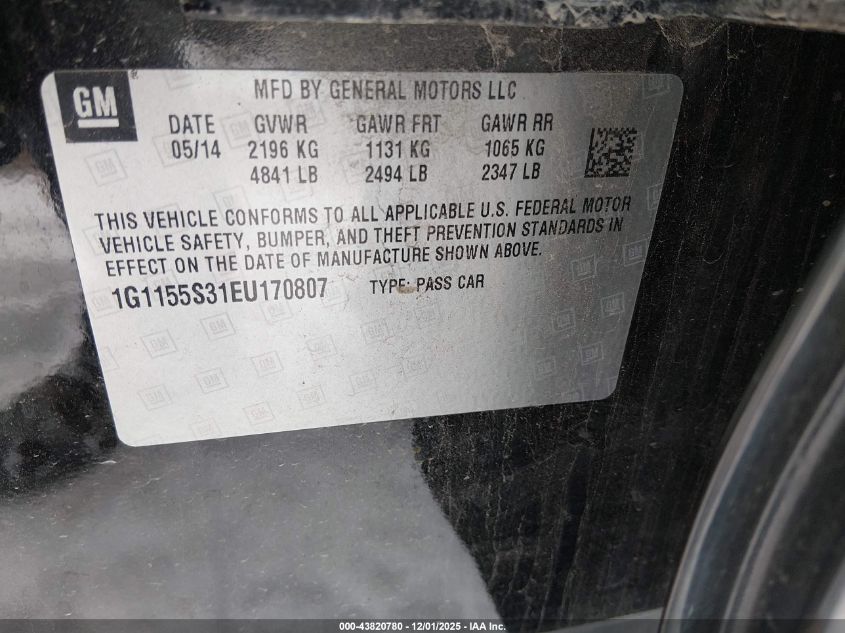 GM
MFD BY GENERAL MOTORS LLC
DATE GVWR GAWR FRT GAWR RR
05/14 2196 KG 1131 KG 1065 KG
4841 LB 2494 LB 2347 LB
THIS VEHICLE CONFORMS TO ALL APPLICABLE U.S. FEDERAL MOTOR
VEHICLE SAFETY, BUMPER, AND THEFT PREVENTION STANDARDS IN
EFFECT ON THE DATE OF MANUFACTURE SHOWN ABOVE.
1G1155S31EU170807 TYPE: PASS CAR
000-43820780 - 12/01/2025 - IAA Inc.